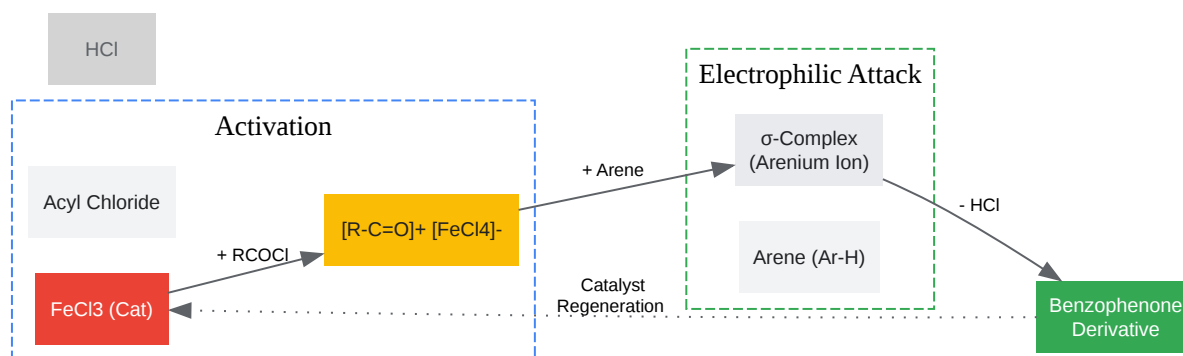 HCl
Activation
Acyl Chloride
FeCl3 (Cat)
+ RCOCl
[R-C=O]+ [FeCl4]-
+ Arene
Electrophilic Attack
σ-Complex
(Arenium Ion)
Arene (Ar-H)
- HCl
Catalyst
Regeneration
Benzophenone
Derivative